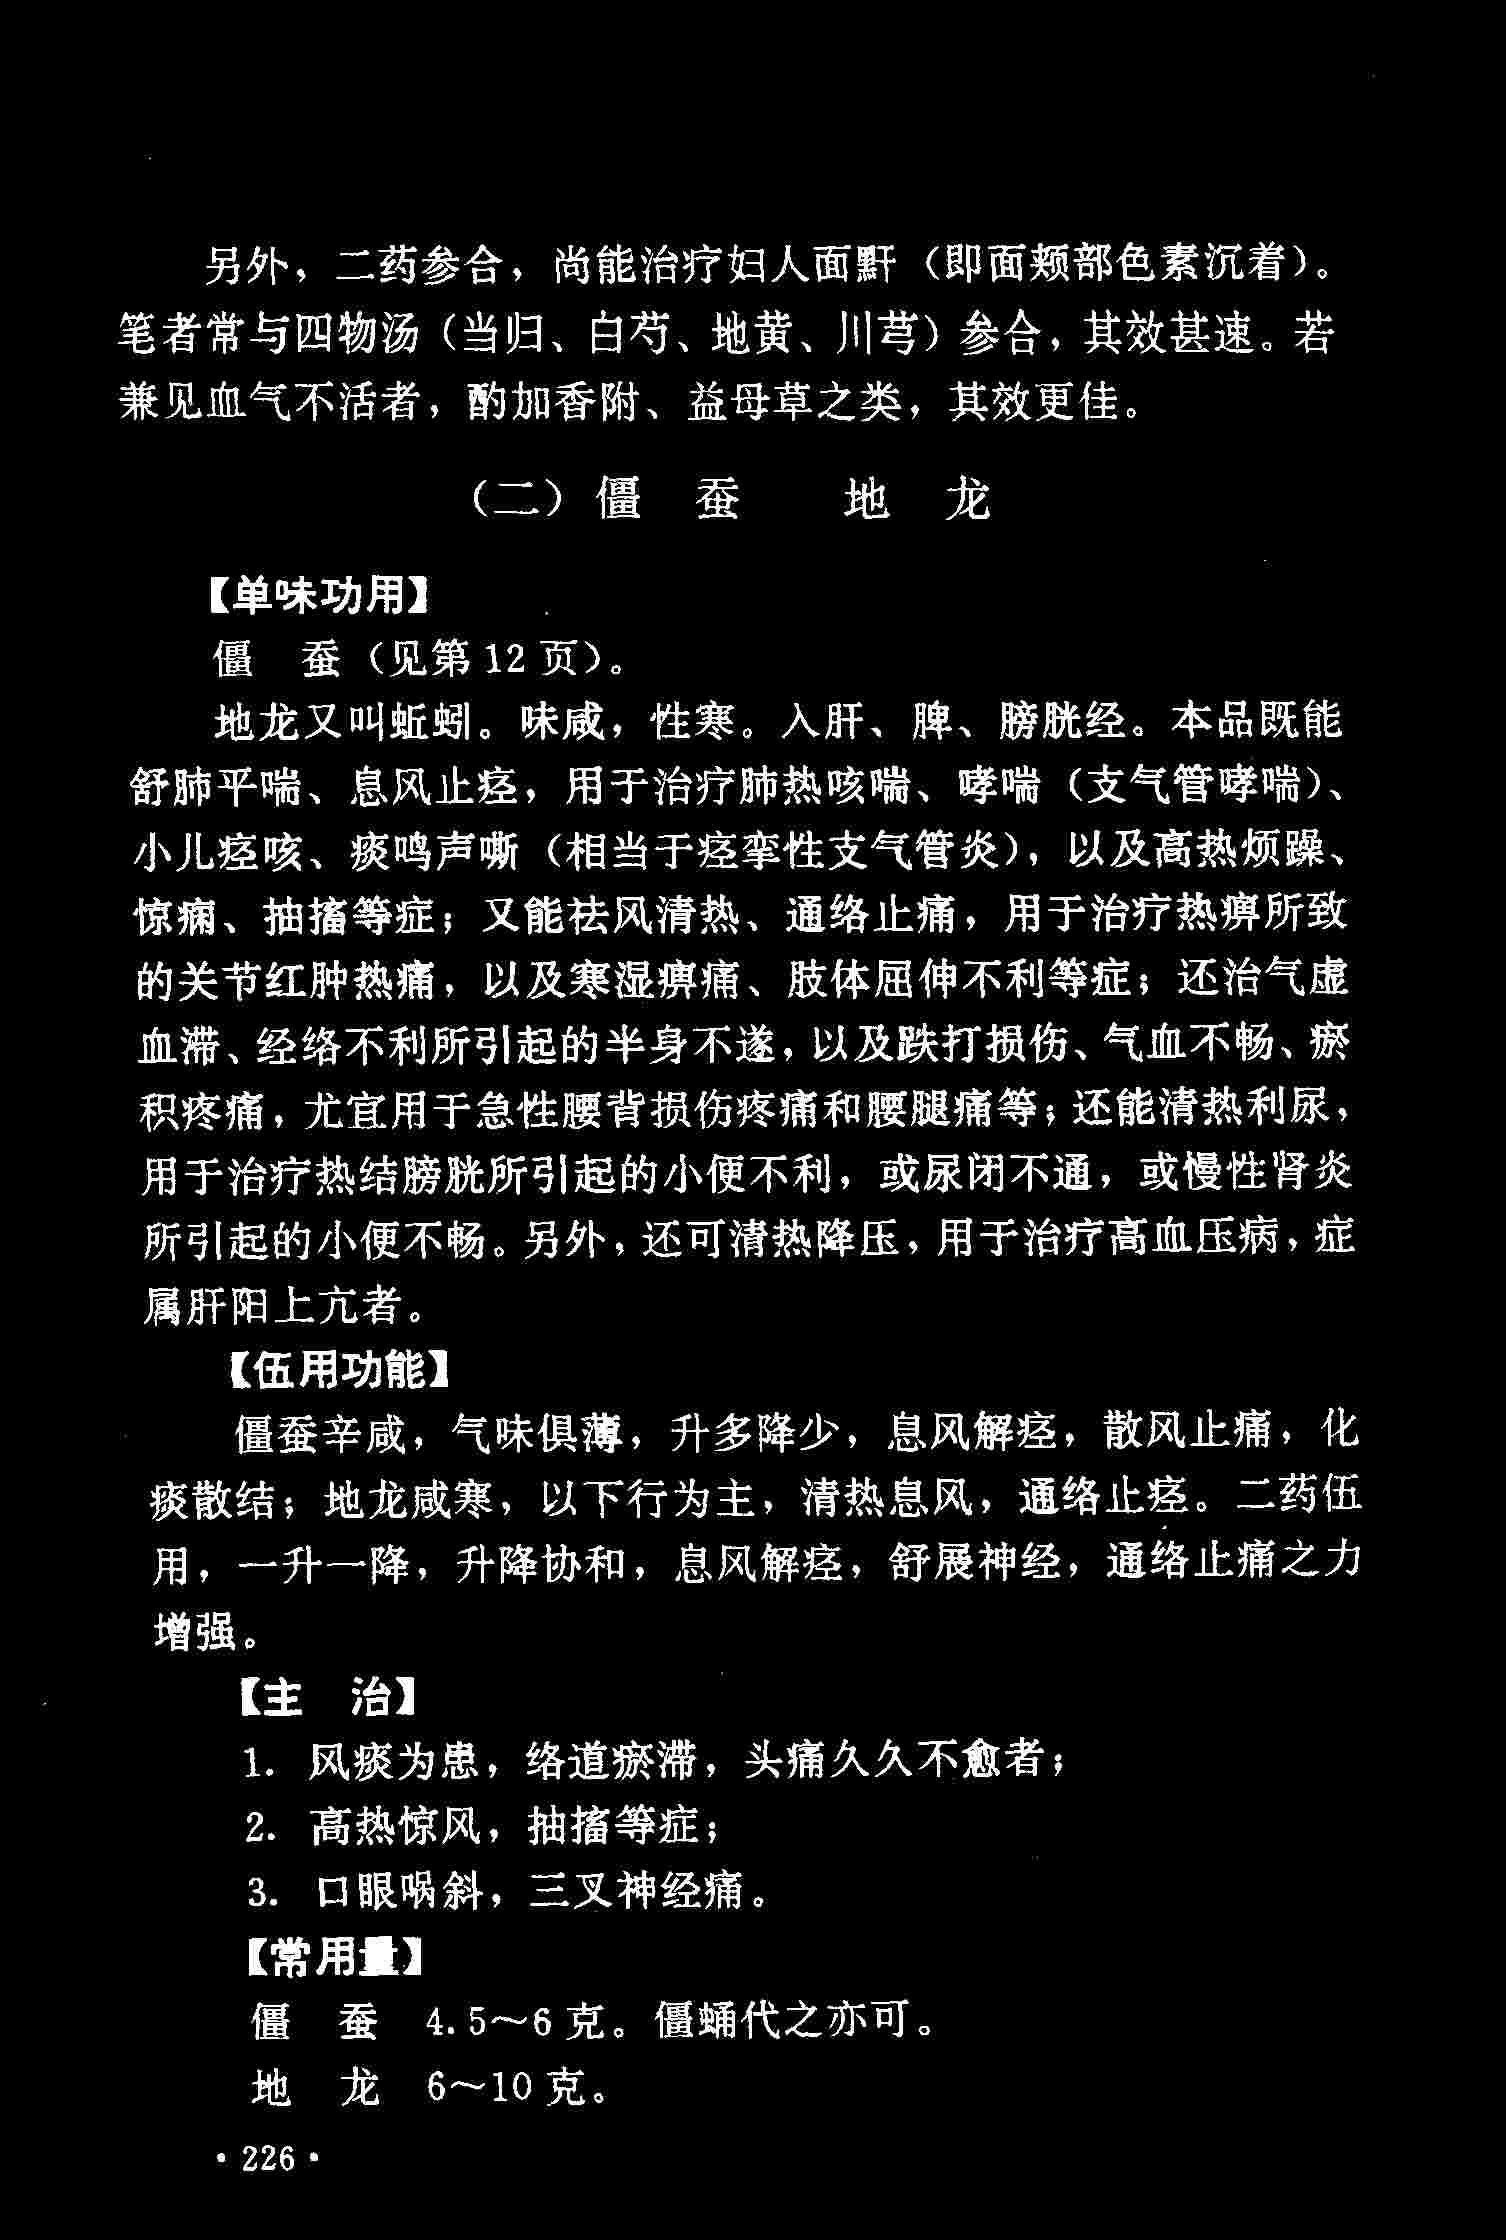 另外，二药参合，尚能治疗妇人面䵟（即面颊部色素沉着）。
笔者常与四物汤（当归、白芍、地黄、川芎）参合，其效甚速。若
兼见血气不活者，酌加香附、益母草之类，其效更佳。
（二）僵　蚕　　地　龙
【单味功用】
僵　蚕（见第12页）。
地龙又叫蚯蚓。味咸，性寒。入肝、脾、膀胱经。本品既能
舒肺平喘、息风止痉，用于治疗肺热咳喘、哮喘（支气管哮喘）、
小儿痉咳、痰鸣声嘶（相当于痉挛性支气管炎），以及高热烦躁、
惊痫、抽搐等症；又能祛风清热、通络止痛，用于治疗热痹所致
的关节红肿热痛，以及寒湿痹痛、肢体屈伸不利等症；还治气虚
血滞、经络不利所引起的半身不遂，以及跌打损伤、气血不畅、瘀
积疼痛，尤宜用于急性腰背损伤疼痛和腰腿痛等；还能清热利尿，
用于治疗热结膀胱所引起的小便不利，或尿闭不通，或慢性肾炎
所引起的小便不畅。另外，还可清热降压，用于治疗高血压病，症
属肝阳上亢者。
【伍用功能】
僵蚕辛咸，气味俱薄，升多降少，息风解痉，散风止痛，化
痰散结；地龙咸寒，以下行为主，清热息风，通络止痉。二药伍
用，一升一降，升降协和，息风解痉，舒展神经，通络止痛之力
增强。
【主　治】
1. 风痰为患，络道瘀滞，头痛久久不愈者；
2. 高热惊风，抽搐等症；
3. 口眼㖞斜，三叉神经痛。
【常用量】
僵　蚕　4.5～6克。僵蛹代之亦可。
地　龙　6～10克。
·226·